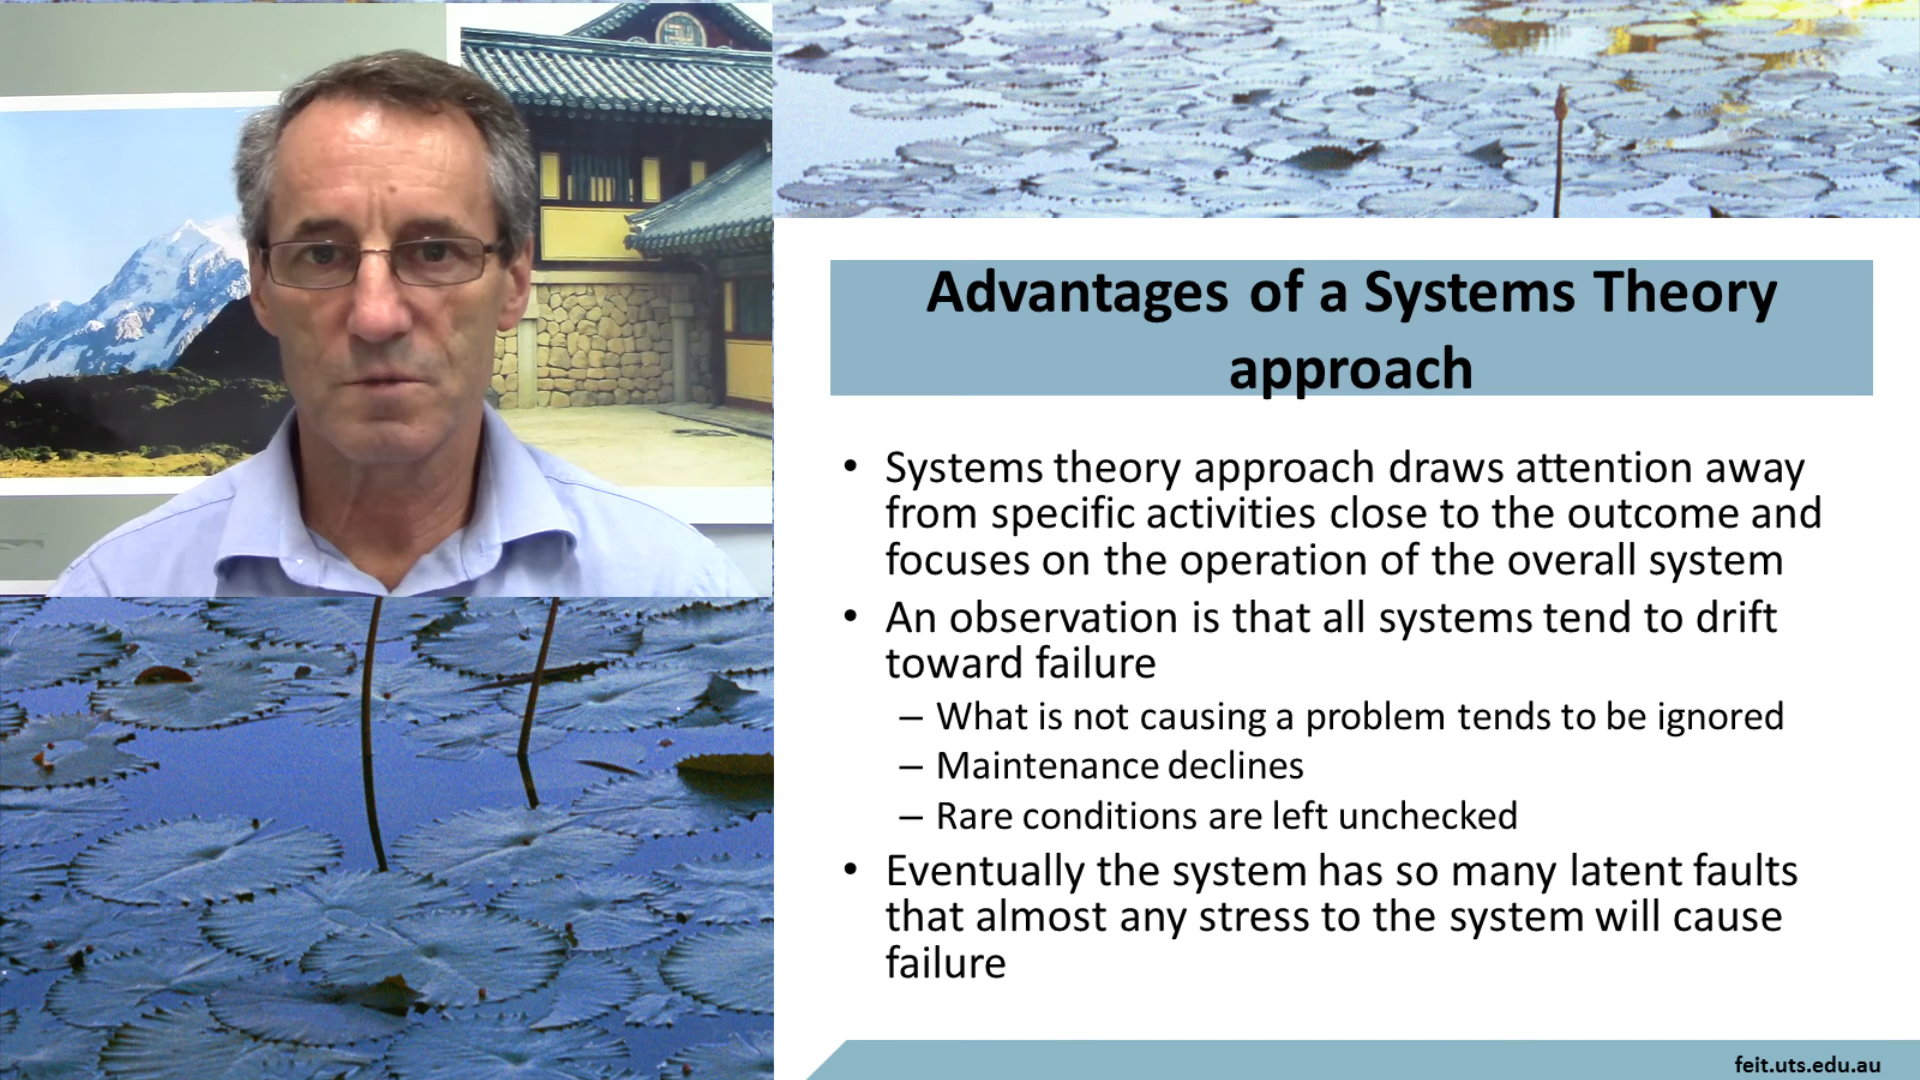 Advantages of a Systems Theory
approach
• Systems theory approach draws attention away
from specific activities close to the outcome and
focuses on the operation of the overall system
• An observation is that all systems tend to drift
toward failure
– What is not causing a problem tends to be ignored
– Maintenance declines
– Rare conditions are left unchecked
• Eventually the system has so many latent faults
that almost any stress to the system will cause
failure
feit.uts.edu.au